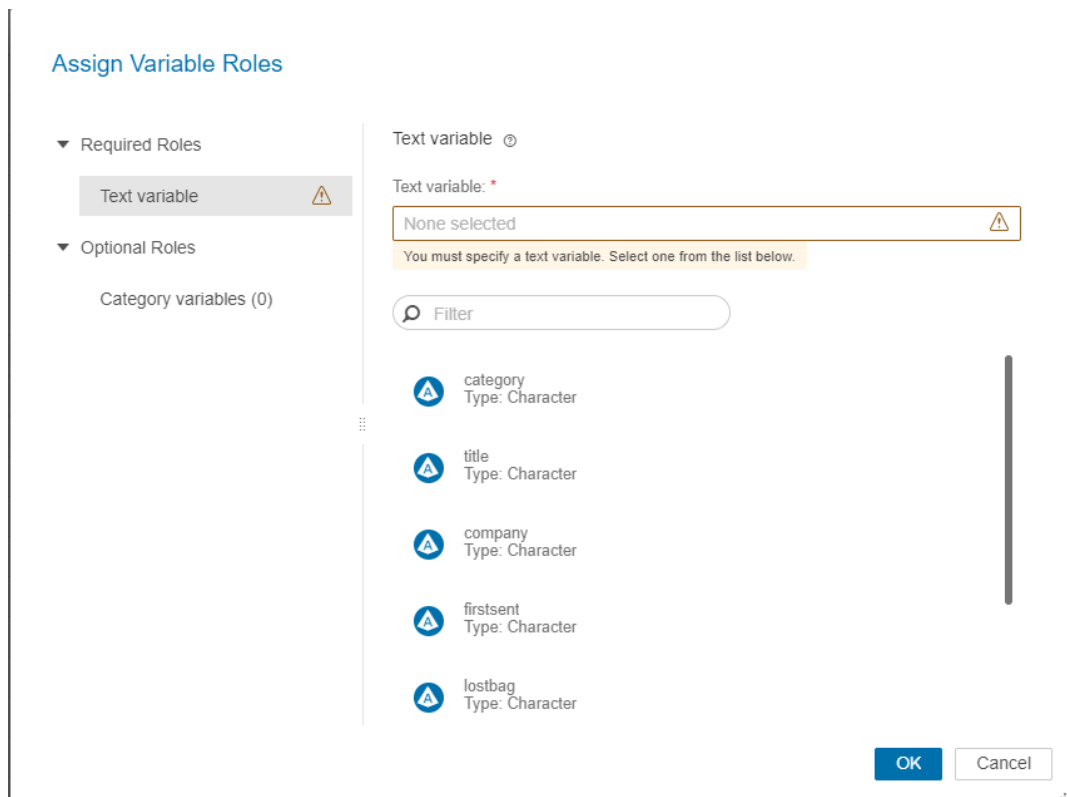 Assign Variable Roles
Required Roles
Text variable
Optional Roles
Category variables (0)
Text variable
Text variable: *
None selected
You must specify a text variable. Select one from the list below.
Filter
A
category
Type: Character
A
title
Type: Character
A
company
Type: Character
A
firstsent
Type: Character
A
lostbag
Type: Character
OK
Cancel